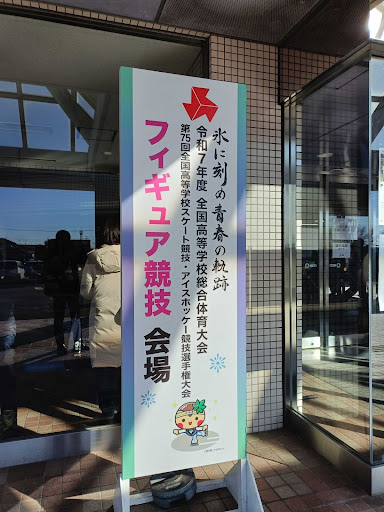 氷に刻め青春の軌跡
令和7年度 全国高等学校総合体育大会
第75回全国高等学校スケート競技・アイスホッケー競技選手権大会
フィギュア競技 会場